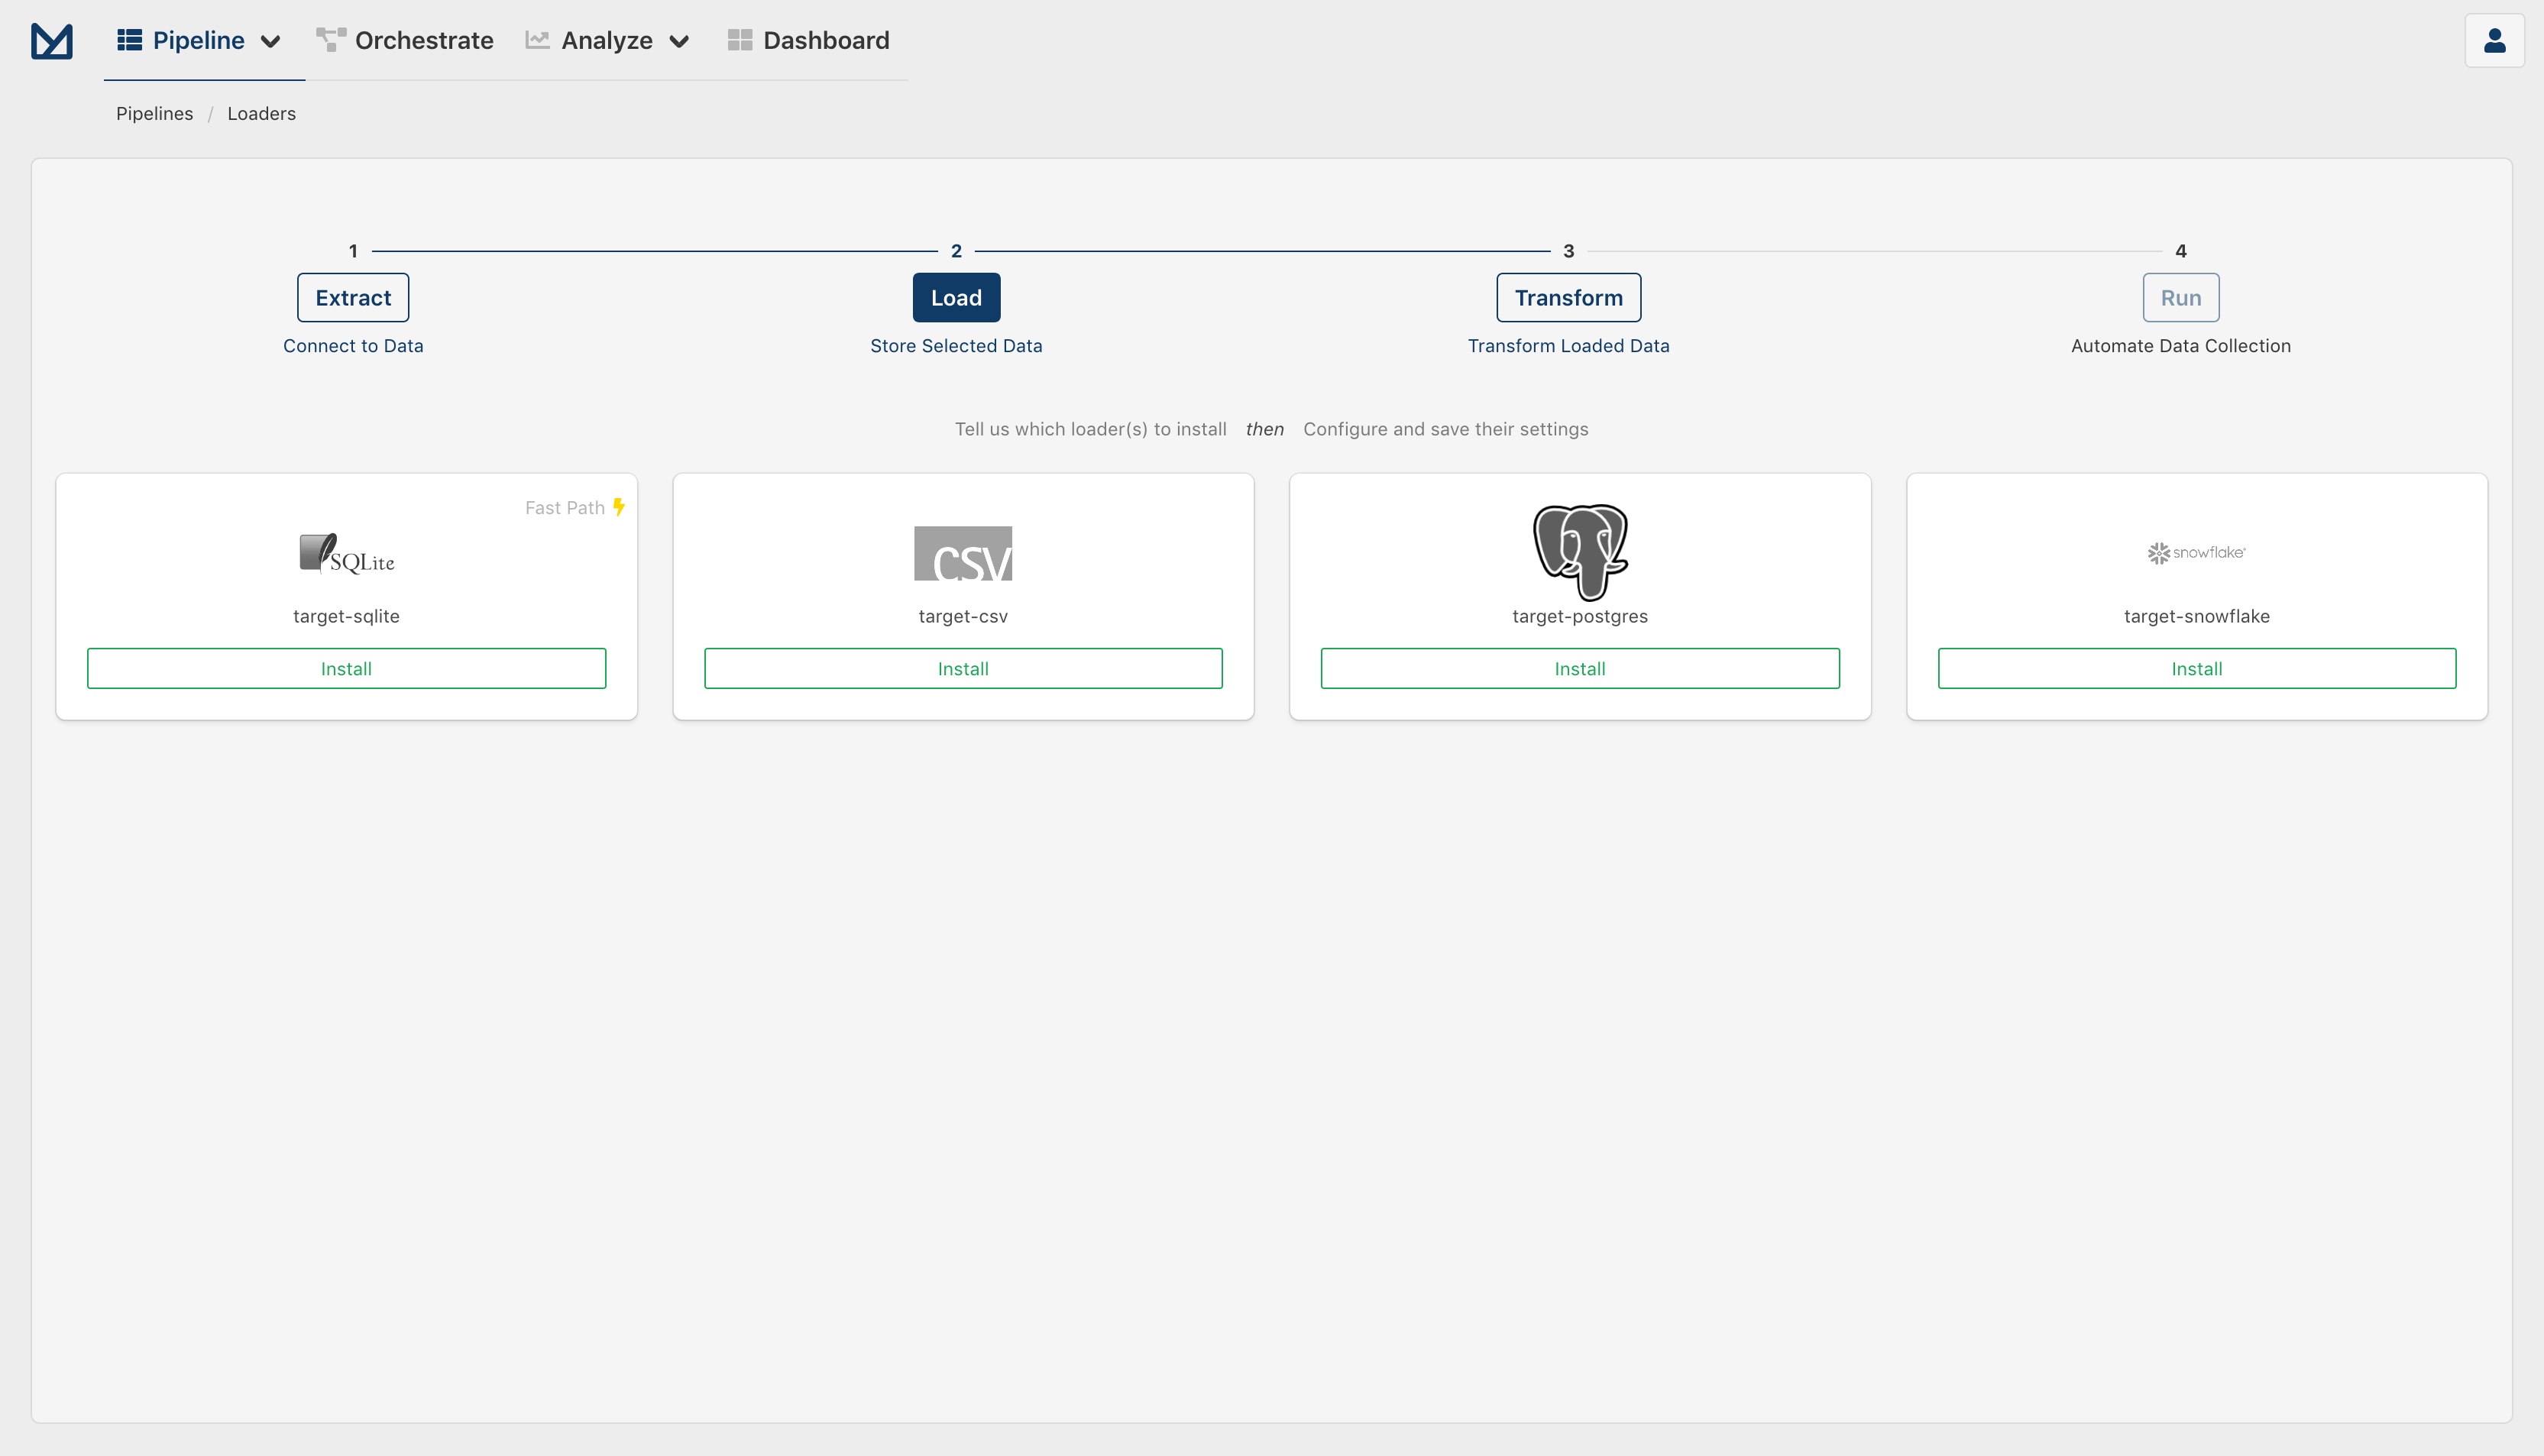 Pipeline Orchestrate Analyze Dashboard
Pipelines / Loaders
1 2 3 4
Extract Load Transform Run
Connect to Data Store Selected Data Transform Loaded Data Automate Data Collection
Tell us which loader(s) to install then Configure and save their settings
Fast Path
SQLite CSV snowflake
target-sqlite target-csv target-postgres target-snowflake
Install Install Install Install